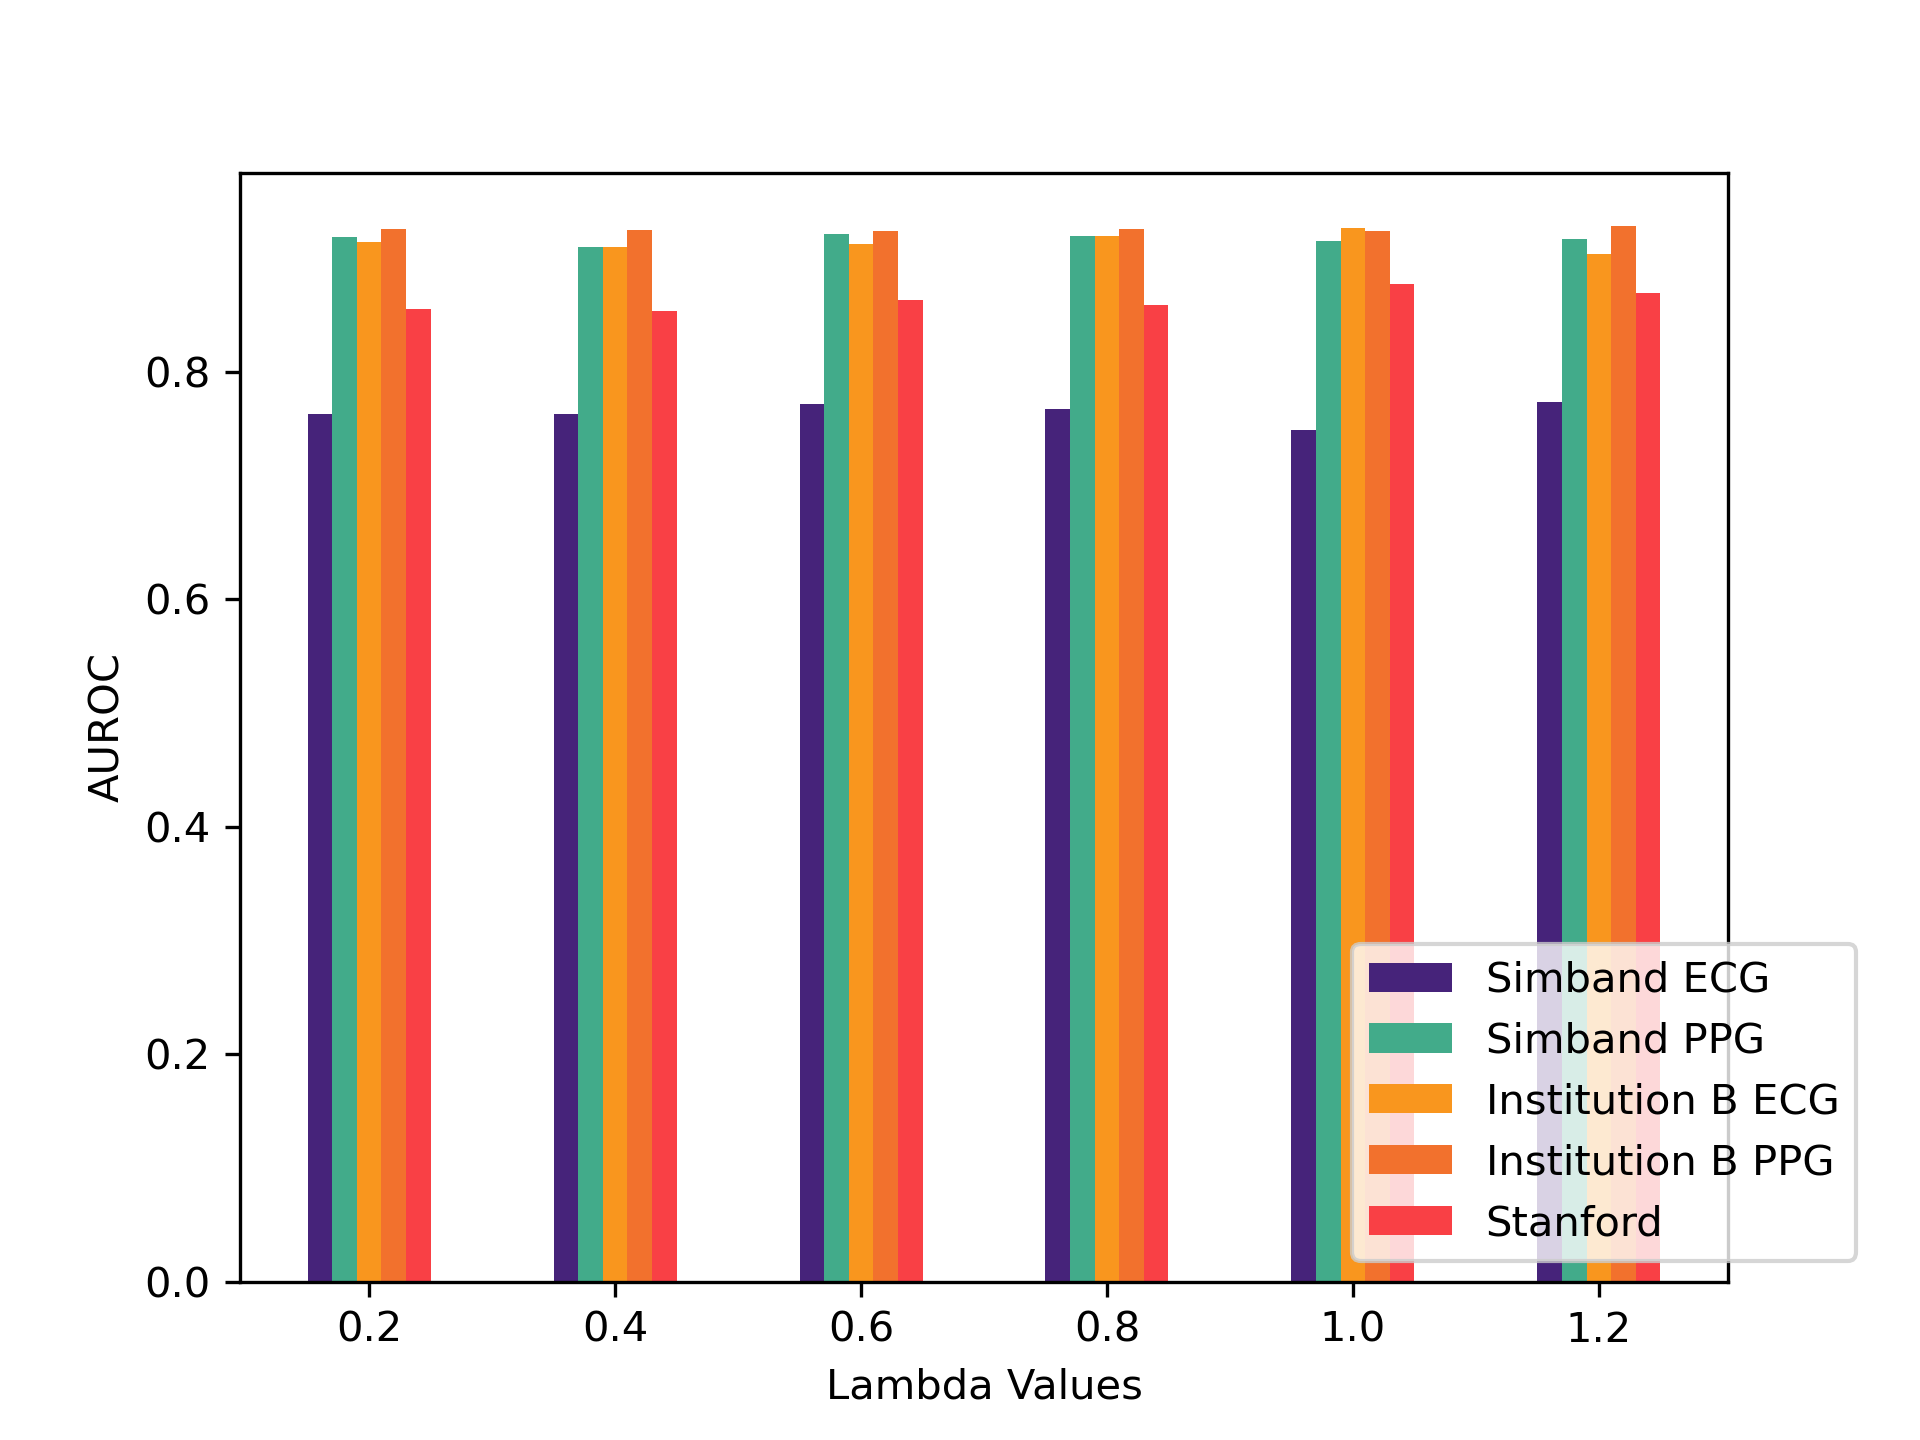 AUROC
0.8
0.6
0.4
0.2
0.0
0.2 0.4 0.6 0.8 1.0 1.2
Lambda Values
Simband ECG
Simband PPG
Institution B ECG
Institution B PPG
Stanford